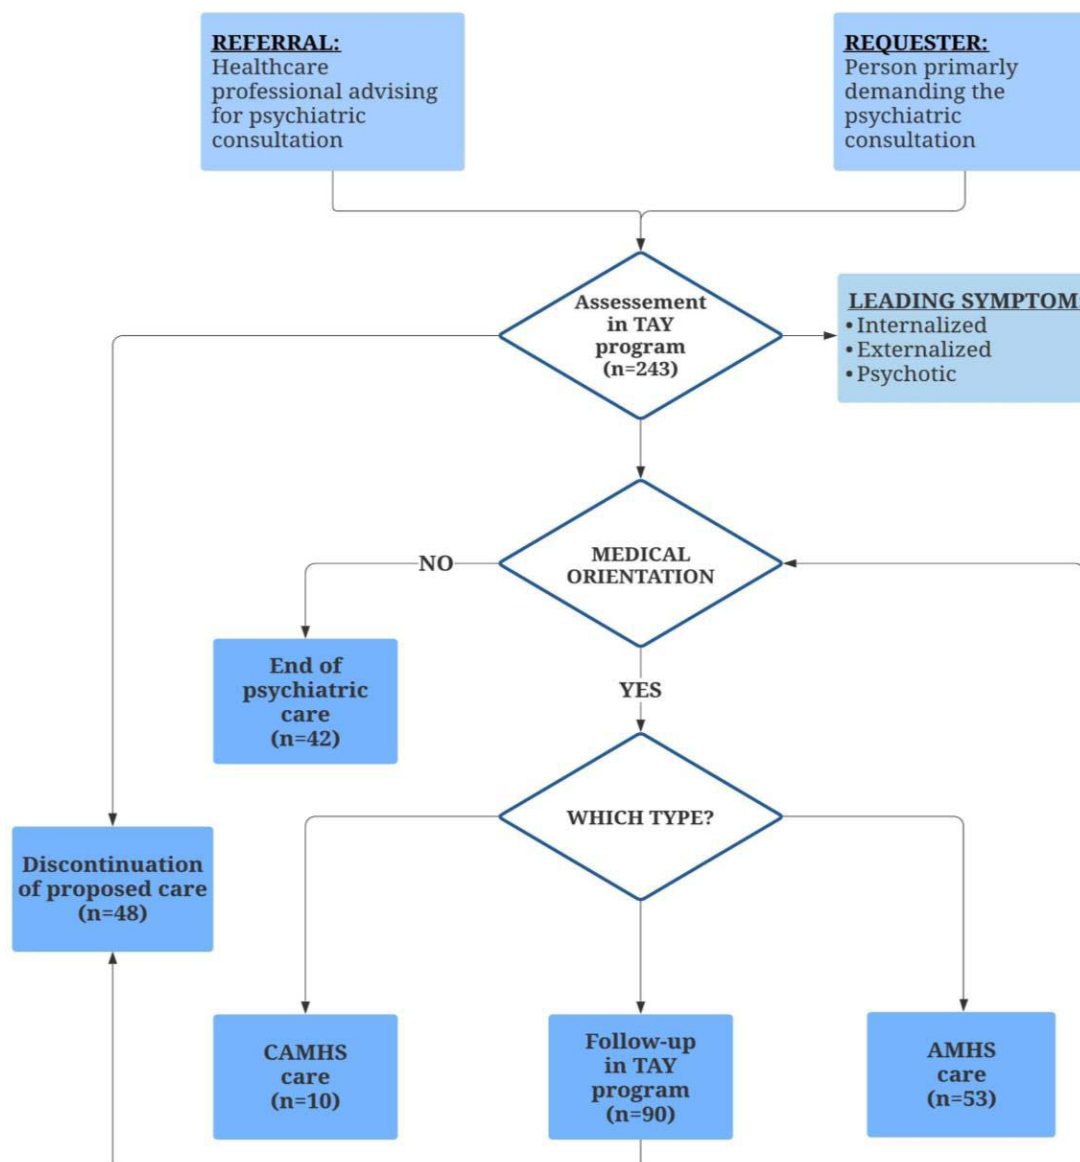 REFERRAL:
Healthcare
professional advising
for psychiatric
consultation
REQUESTER:
Person primarly
demanding the
psychiatric
consultation
Assessement
in TAY
program
(n=243)
LEADING SYMPTOM
• Internalized
• Externalized
• Psychotic
MEDICAL
ORIENTATION
NO
End of
psychiatric
care
(n=42)
YES
WHICH TYPE?
Discontinuation
of proposed care
(n=48)
CAMHS
care
(n=10)
Follow-up
in TAY
program
(n=90)
AMHS
care
(n=53)